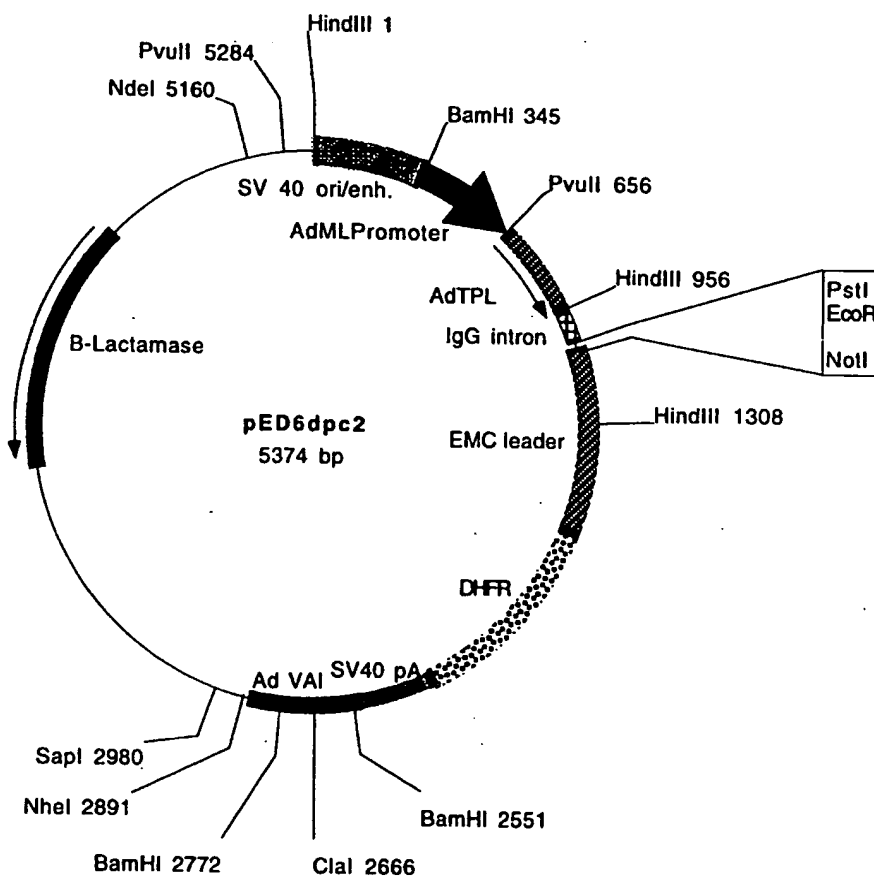 HindIII 1
PvuII 5284
NdeI 5160
BamHI 345
SV 40 ori/enh.
PvuII 656
AdMLPromoter
HindIII 956
AdTPL
PstI
EcoR
IgG intron
NotI
B-Lactamase
pED6dpc2
5374 bp
EMC leader
HindIII 1308
DHFR
SV40 pA
Ad VAI
SapI 2980
NheI 2891
BamHI 2551
BamHI 2772
ClaI 2666